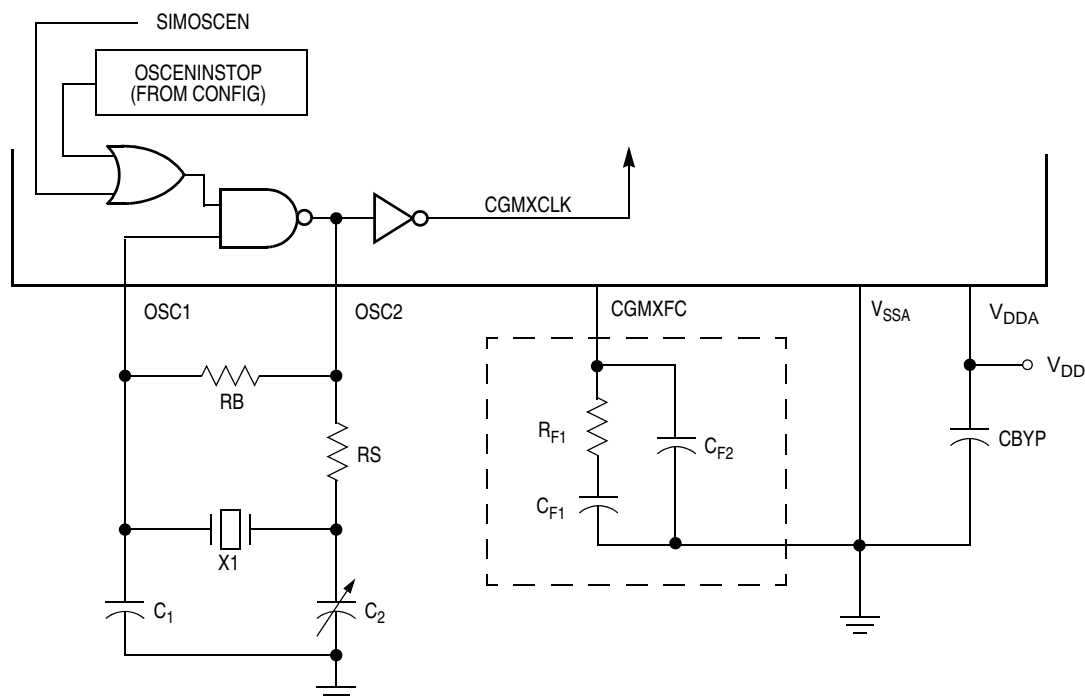 SIMOSCEN
OSCENINSTOP
(FROM CONFIG)
CGMXCLK
OSC1
OSC2
CGMXFC
VSSA
VDDA
VDD
RB
RS
RF1
CF2
CBYP
CF1
X1
C1
C2